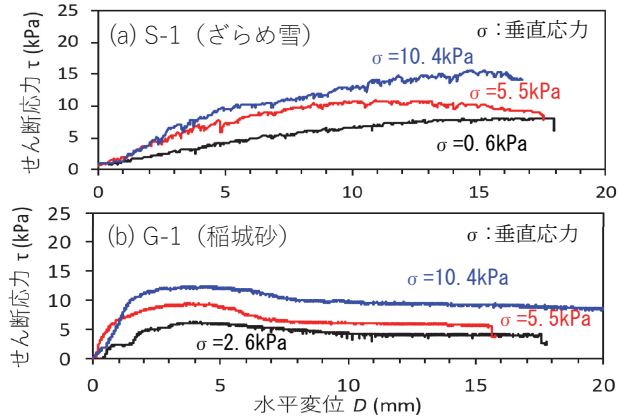 (a) S-1（ざらめ雪）
σ：垂直応力
σ=10.4kPa
σ=5.5kPa
σ=0.6kPa
せん断応力 τ (kPa)
25
20
15
10
5
0
0 5 10 15 20
(b) G-1（稲城砂）
σ：垂直応力
σ=10.4kPa
σ=5.5kPa
σ=2.6kPa
せん断応力 τ (kPa)
25
20
15
10
5
0
0.0 5.0 10 15 20
水平変位 D (mm)